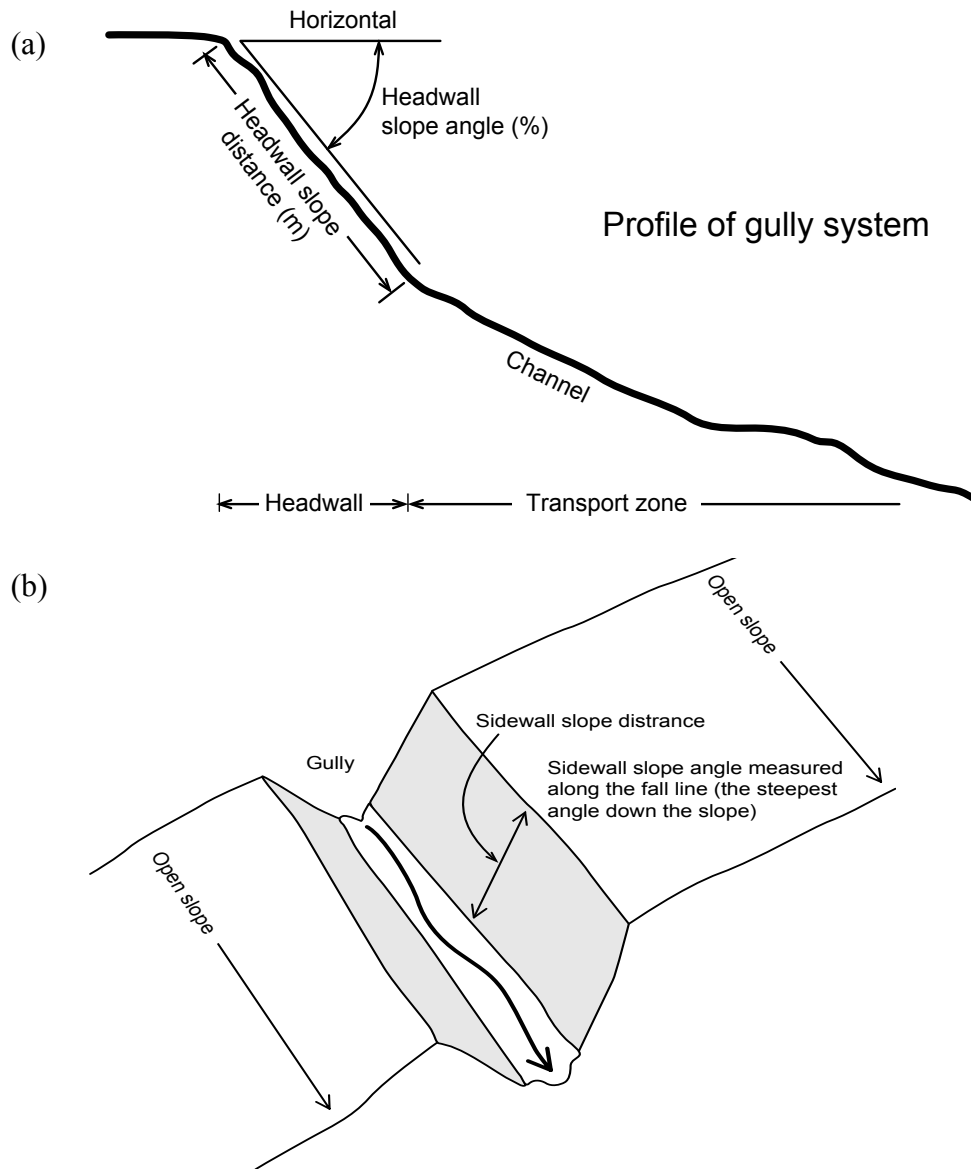 (a)
Horizontal
Headwall
slope angle (%)
Headwall slope
distance (m)
Profile of gully system
Channel
Headwall
Transport zone
(b)
Open slope
Sidewall slope distrance
Gully
Sidewall slope angle measured
along the fall line (the steepest
angle down the slope)
Open slope